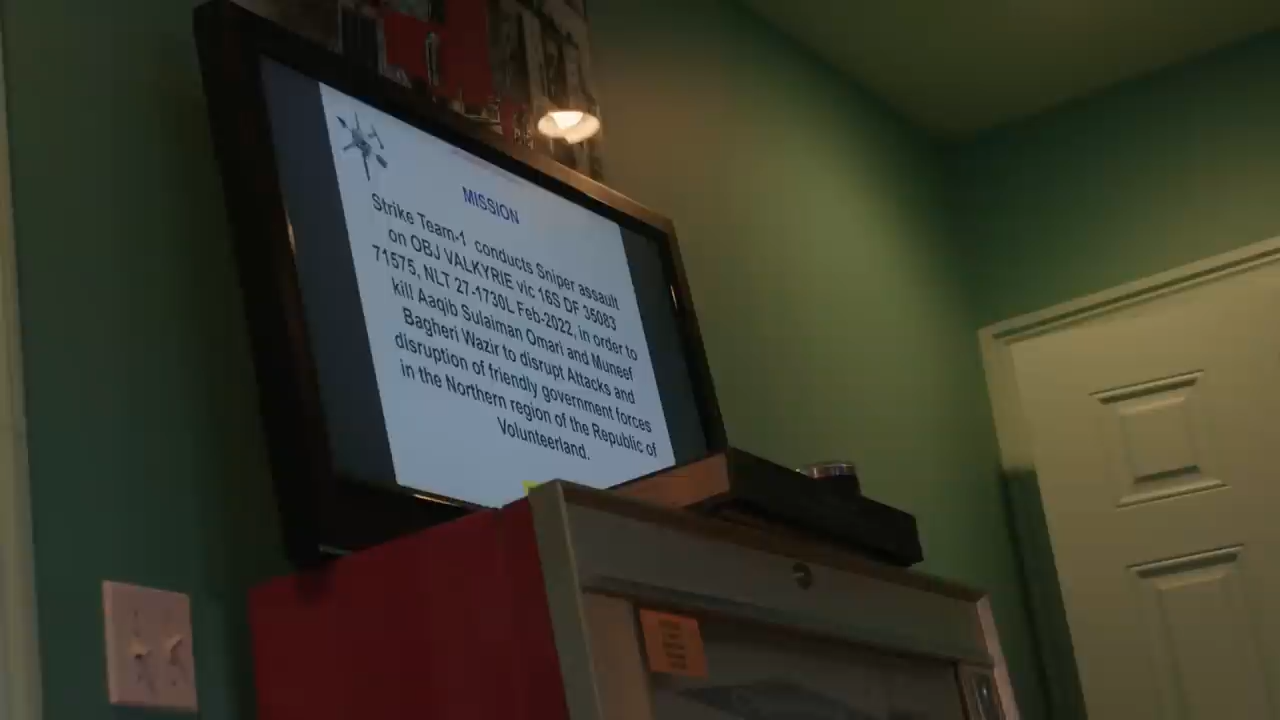 MISSION
Strike Team-1 conducts Sniper assault
on OBJ VALKYRIE vic 16S DF 35083
71575, NLT 27-1730L Feb-2022, in order to
kill Aaqib Sulaiman Omari and Muneef
Bagheri Wazir to disrupt Attacks and
disruption of friendly government forces
in the Northern region of the Republic of
Volunteerland.